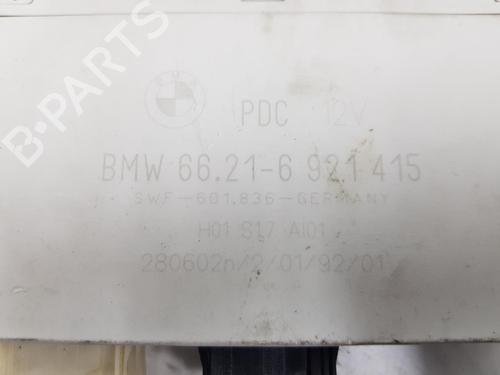 PDC 12V
BMW 66.21-6 921 415
SWF-601.836-GERMANY
H01 S17 AI01
280602n/2/01/92/01